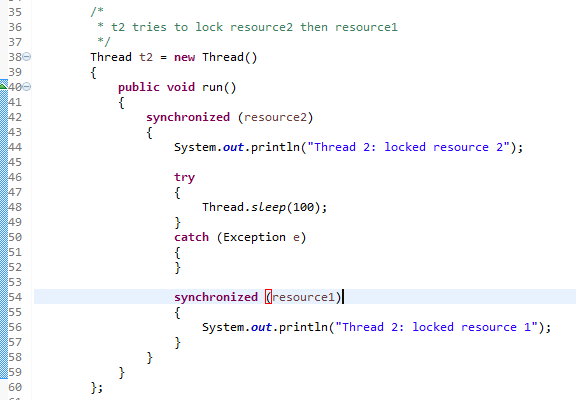 35 /*
36 * t2 tries to lock resource2 then resource1
37 */
38 Thread t2 = new Thread()
39 {
40 public void run()
41 {
42 synchronized (resource2)
43 {
44 System.out.println("Thread 2: locked resource 2");
45
46 try
47 {
48 Thread.sleep(100);
49 }
50 catch (Exception e)
51 {
52 }
53
54 synchronized (resource1)
55 {
56 System.out.println("Thread 2: locked resource 1");
57 }
58 }
59 }
60 };